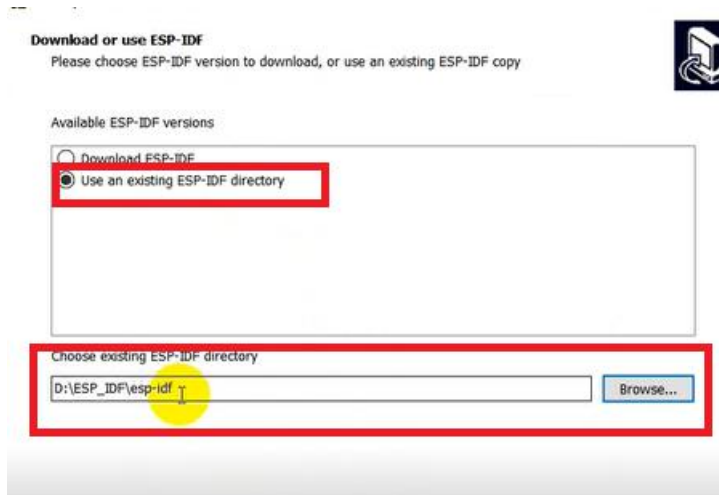 Download or use ESP-IDF
Please choose ESP-IDF version to download, or use an existing ESP-IDF copy
Available ESP-IDF versions
Download ESP-IDF
Use an existing ESP-IDF directory
Choose existing ESP-IDF directory
D:\ESP_IDF\esp-idf
Browse...